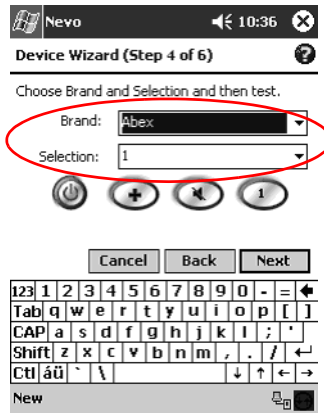 Nevo 10:36
Device Wizard (Step 4 of 6)
Choose Brand and Selection and then test.
Brand: Abex
Selection: 1
1
Cancel Back Next
123 1 2 3 4 5 6 7 8 9 0 - =
Tab q w e r t y u i o p [ ]
CAP a s d f g h j k l ; '
Shift z x c v b n m , . /
Ctl áü ` \
New